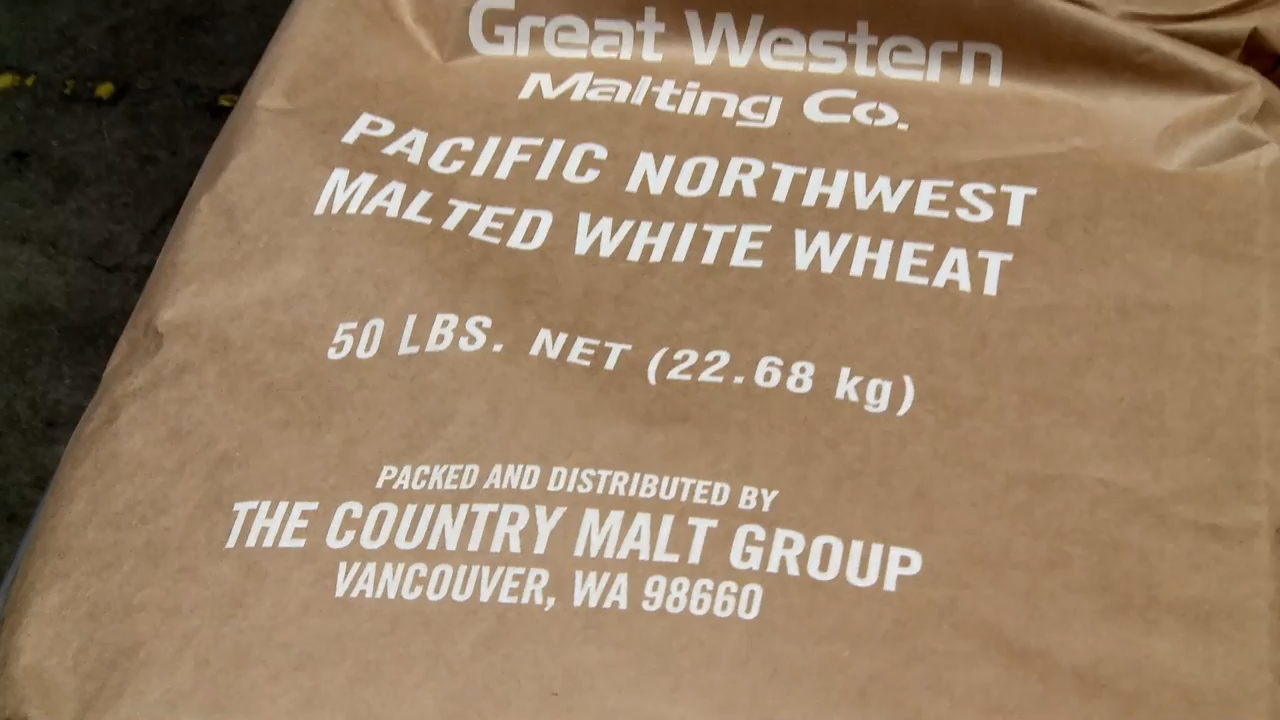 Great Western
Malting Co.
PACIFIC NORTHWEST
MALTED WHITE WHEAT
50 LBS. NET (22.68 kg)
PACKED AND DISTRIBUTED BY
THE COUNTRY MALT GROUP
VANCOUVER, WA 98660